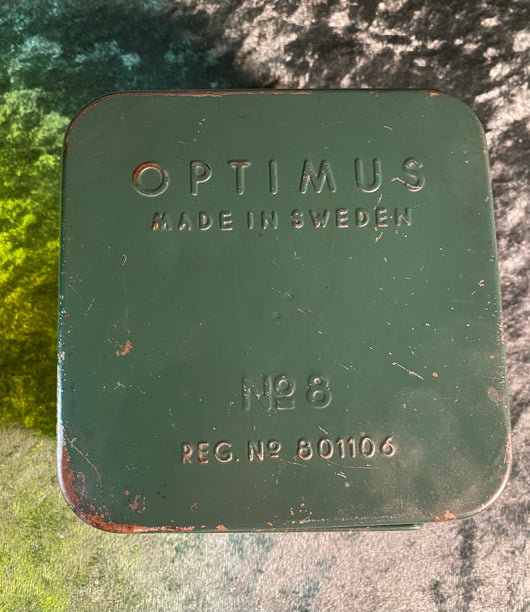 OPTIMUS
MADE IN SWEDEN
Nº 8
REG. Nº 801106